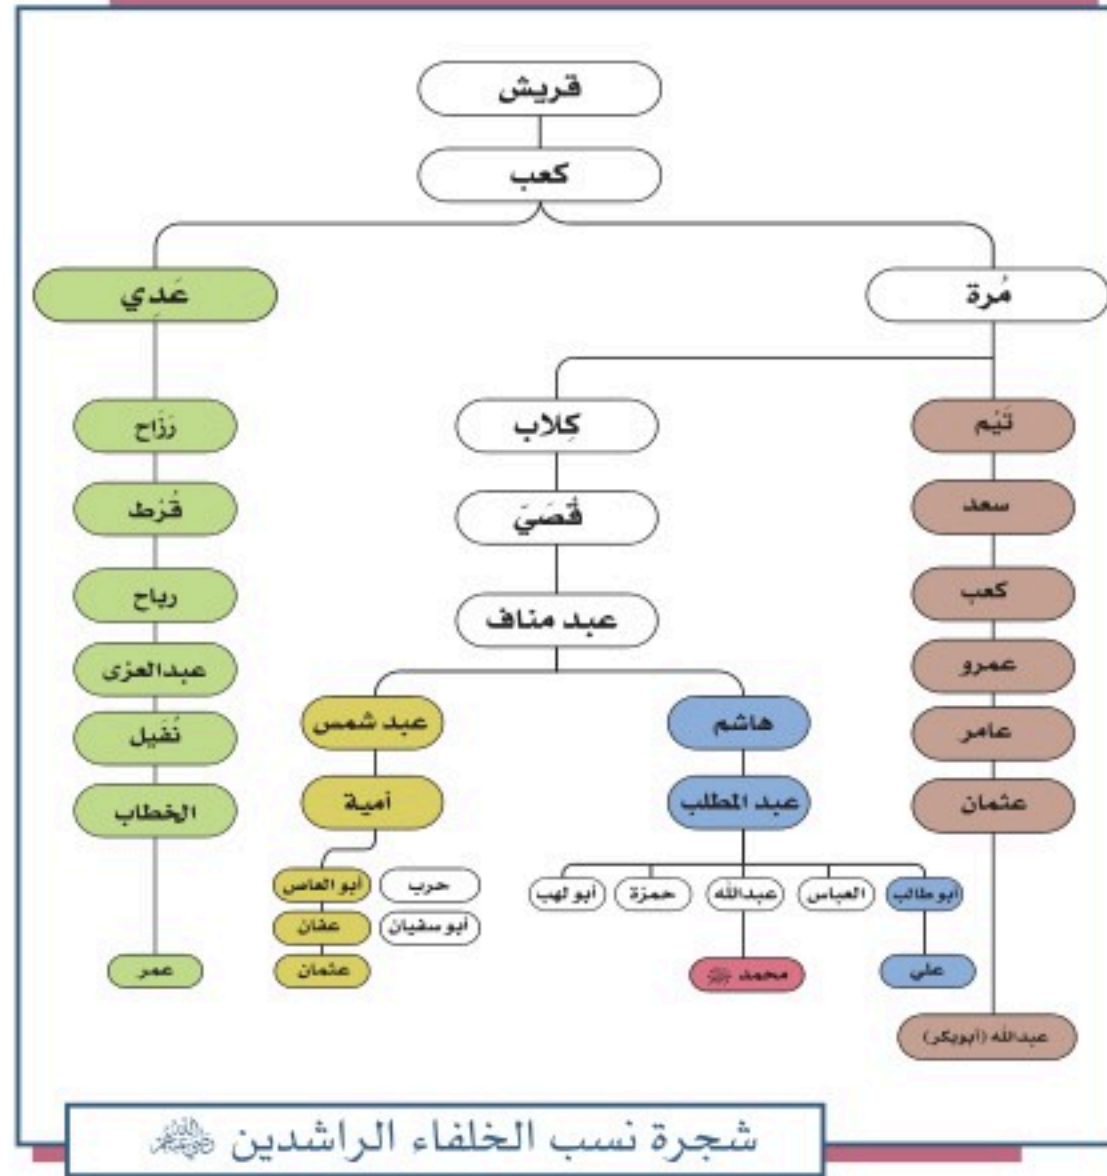 قريش
كعب
مُرة
عَدِي
تَيْم
كِلاب
رَزَاح
سعد
قُصَيّ
قُرْط
كعب
عبد مناف
رياح
عمرو
عبدالعزى
عامر
هاشم
عبد شمس
نُفَيل
عثمان
عبد المطلب
أمية
الخطاب
أبو طالب
العباس
عبدالله
حمزة
أبو لهب
حرب
أبو العاص
أبو سفيان
عفان
علي
محمد ﷺ
عثمان
عمر
عبدالله (أبوبكر)
شجرة نسب الخلفاء الراشدين